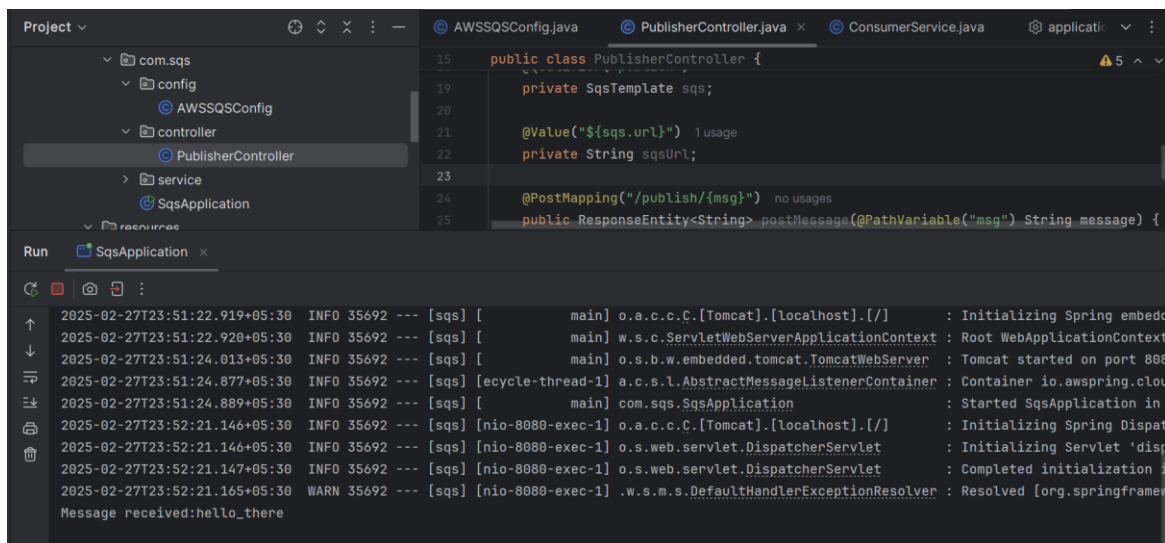 Project
com.sqs
config
AWSSQSConfig
controller
PublisherController
service
SqsApplication
resources
AWSSQSConfig.java PublisherController.java ConsumerService.java applicatio
15 public class PublisherController { 5
19 private SqsTemplate sqs;
20
21 @Value("${sqs.url}") 1 usage
22 private String sqsUrl;
23
24 @PostMapping("/publish/{msg}") no usages
25 public ResponseEntity<String> postMessage(@PathVariable("msg") String message) {
Run SqsApplication
2025-02-27T23:51:22.919+05:30 INFO 35692 --- [sqs] [ main] o.a.c.c.C.[Tomcat].[localhost].[/] : Initializing Spring embedd
2025-02-27T23:51:22.920+05:30 INFO 35692 --- [sqs] [ main] w.s.c.ServletWebServerApplicationContext : Root WebApplicationContext
2025-02-27T23:51:24.013+05:30 INFO 35692 --- [sqs] [ main] o.s.b.w.embedded.tomcat.TomcatWebServer : Tomcat started on port 808
2025-02-27T23:51:24.877+05:30 INFO 35692 --- [sqs] [ecycle-thread-1] a.c.s.l.AbstractMessageListenerContainer : Container io.awspring.clou
2025-02-27T23:51:24.889+05:30 INFO 35692 --- [sqs] [ main] com.sqs.SqsApplication : Started SqsApplication in
2025-02-27T23:52:21.146+05:30 INFO 35692 --- [sqs] [nio-8080-exec-1] o.a.c.c.C.[Tomcat].[localhost].[/] : Initializing Spring Dispat
2025-02-27T23:52:21.146+05:30 INFO 35692 --- [sqs] [nio-8080-exec-1] o.s.web.servlet.DispatcherServlet : Initializing Servlet 'disp
2025-02-27T23:52:21.147+05:30 INFO 35692 --- [sqs] [nio-8080-exec-1] o.s.web.servlet.DispatcherServlet : Completed initialization i
2025-02-27T23:52:21.165+05:30 WARN 35692 --- [sqs] [nio-8080-exec-1] .w.s.m.s.DefaultHandlerExceptionResolver : Resolved [org.springframew
Message received:hello_there